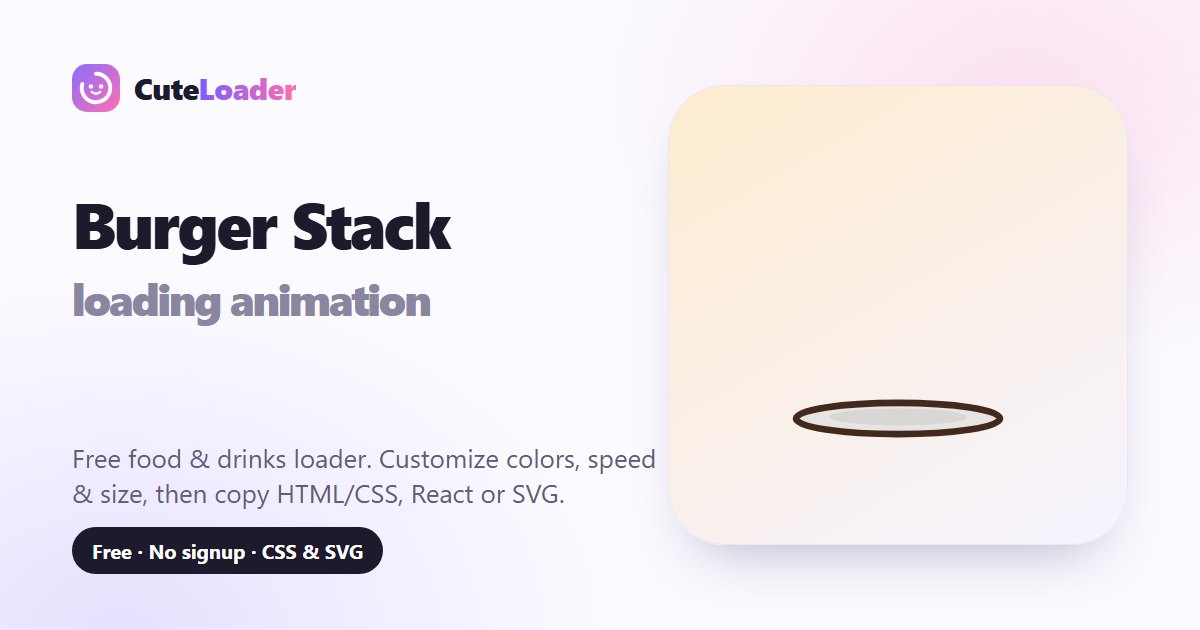 CuteLoader
Burger Stack
loading animation
Free food & drinks loader. Customize colors, speed
& size, then copy HTML/CSS, React or SVG.
Free · No signup · CSS & SVG